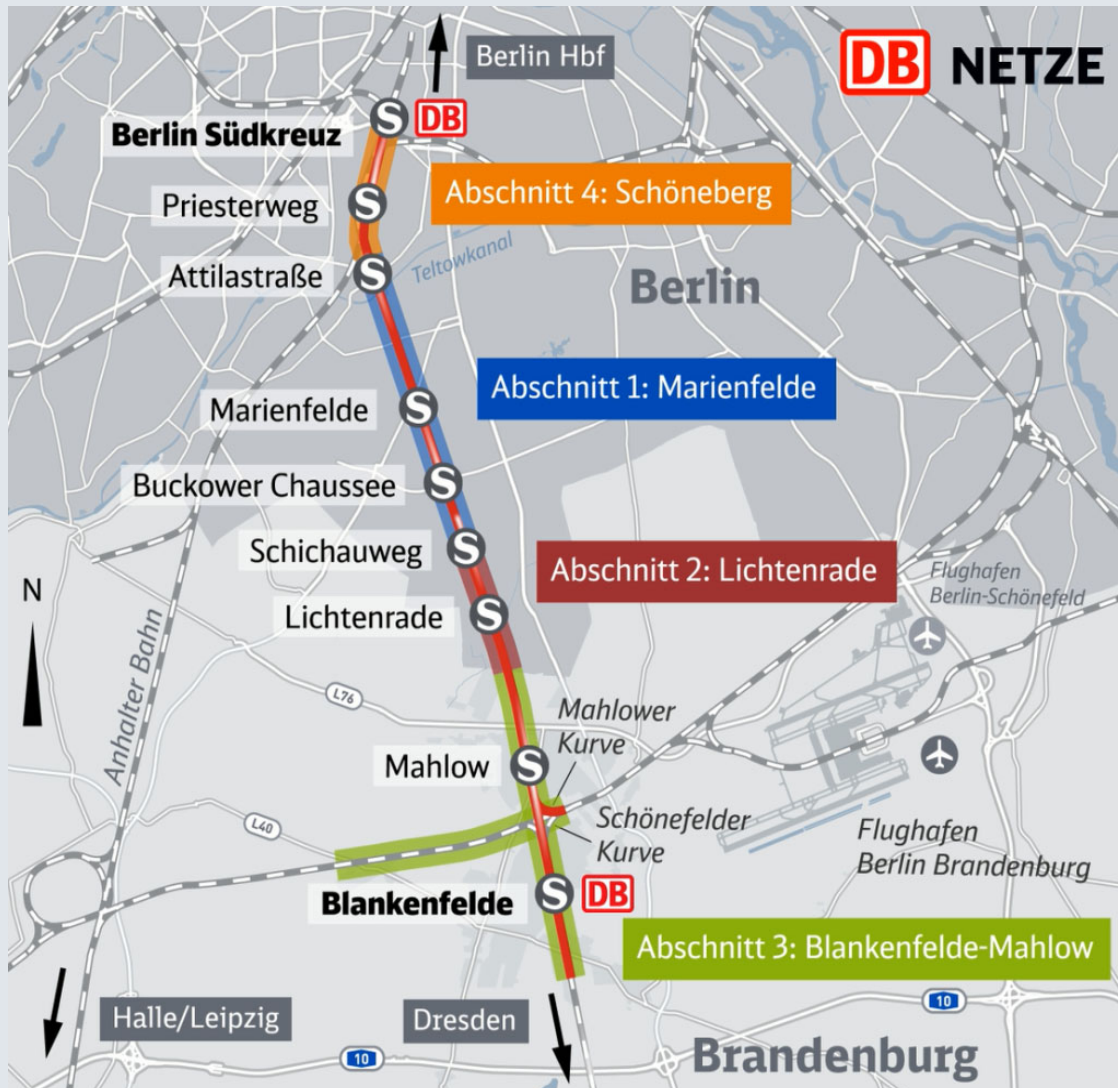 Berlin Hbf
DB NETZE
S DB
Berlin Südkreuz
Abschnitt 4: Schöneberg
Priesterweg
S
Teltowkanal
Attilastraße
S
Berlin
Abschnitt 1: Marienfelde
Marienfelde
S
Buckower Chaussee
S
Schichauweg
S
Abschnitt 2: Lichtenrade
Flughafen
Berlin-Schönefeld
N
Lichtenrade
S
Anhalter Bahn
L76
Mahlower
Kurve
Mahlow
S
L40
Schönefelder
Kurve
Flughafen
Berlin Brandenburg
Blankenfelde
S DB
Abschnitt 3: Blankenfelde-Mahlow
Halle/Leipzig
Dresden
10
10
Brandenburg